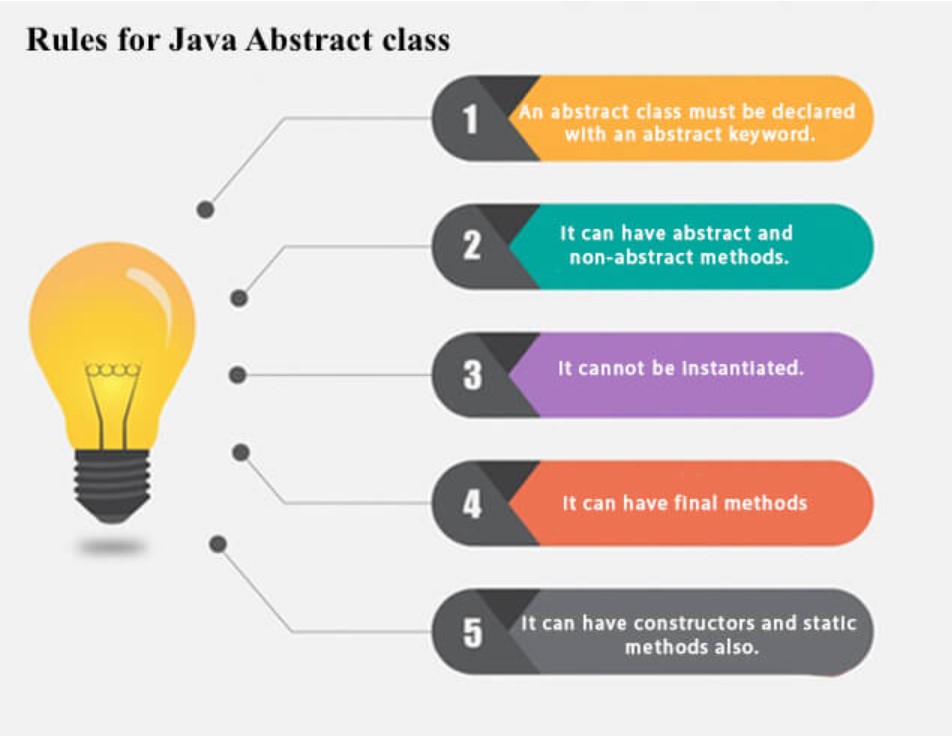 Rules for Java Abstract class
1
An abstract class must be declared
with an abstract keyword.
2
It can have abstract and
non-abstract methods.
3
It cannot be instantiated.
4
It can have final methods
5
It can have constructors and static
methods also.